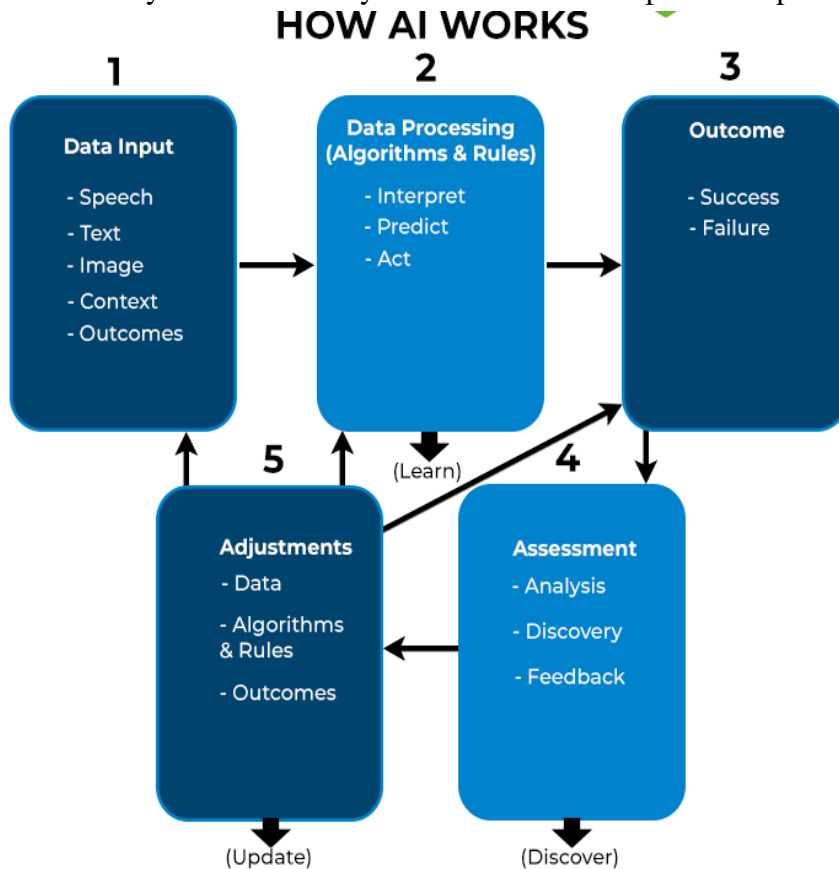 HOW AI WORKS
1
Data Input
- Speech
- Text
- Image
- Context
- Outcomes
2
Data Processing
(Algorithms & Rules)
- Interpret
- Predict
- Act
(Learn)
3
Outcome
- Success
- Failure
4
Assessment
- Analysis
- Discovery
- Feedback
(Discover)
5
Adjustments
- Data
- Algorithms
& Rules
- Outcomes
(Update)